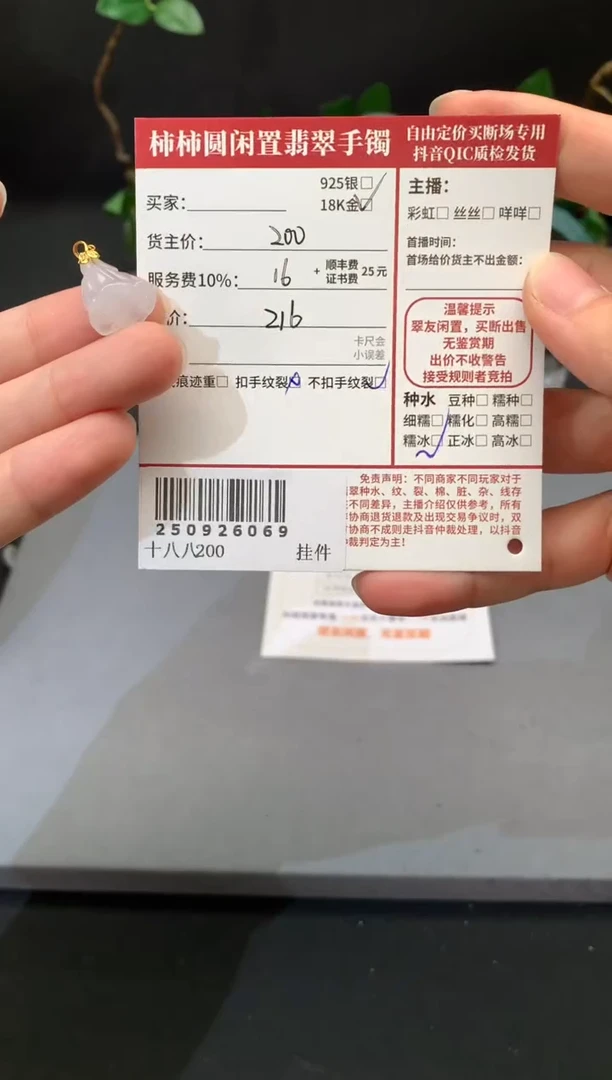 柿柿圆闲置翡翠手镯
自由定价买断场专用
抖音QIC质检发货
925银□
18K金☑
买家：
货主价：200
服务费10%：16 + 顺丰费 证书费 25元
价：216
卡尺会
小误差
痕迹重□ 扣手纹裂 不扣手纹裂
主播：
彩虹□ 丝丝□ 咩咩□
首播时间：
首场给价货主不出金额：
温馨提示
翠友闲置，买断出售
无鉴赏期
出价不收警告
接受规则者竞拍
种水 豆种□ 糯种□
细糯□ 糯化□ 高糯□
糯冰☑ 正冰□ 高冰□
250926069
十八八200 挂件
免责声明：不同商家不同玩家对于
翠种水、纹、裂、棉、脏、杂、线存
不同差异，主播介绍仅供参考，所有
协商退货退款及出现交易争议时，双
协商不成则走抖音仲裁处理，以抖音
裁判定为主！